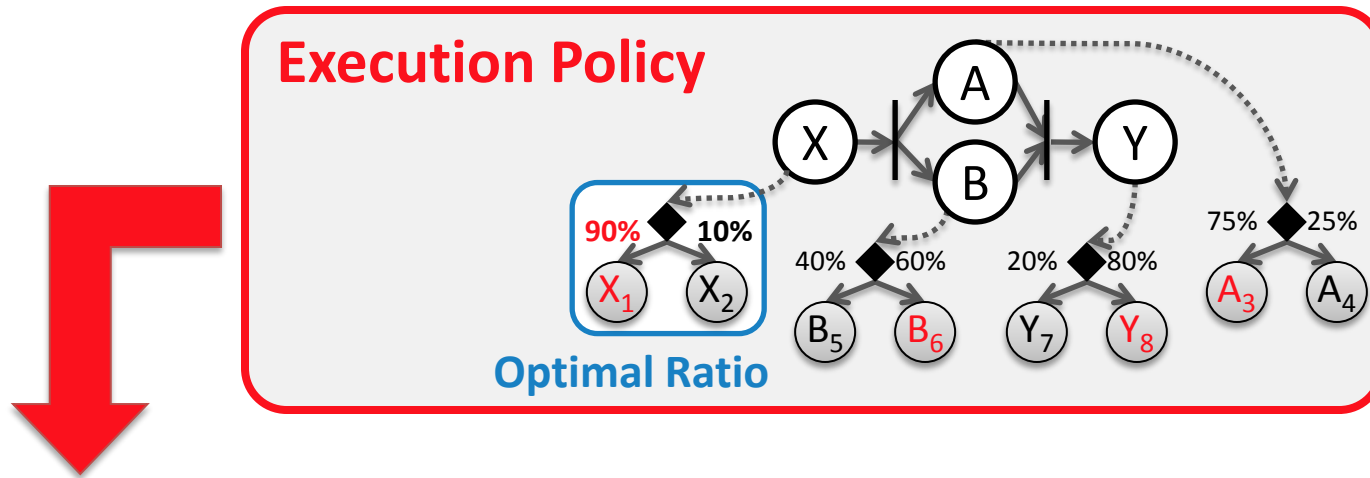 Execution Policy
A
X
Y
B
90% 10%
75% 25%
40% 60%
20% 80%
X₁ X₂
A₃ A₄
B₅ B₆
Y₇ Y₈
Optimal Ratio